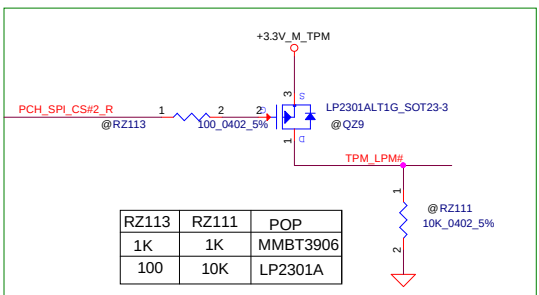 +3.3V_M_TPM
PCH_SPI_CS#2_R
1
2
2
G
3
S
LP2301ALT1G_SOT23-3
@RZ113
100_0402_5%
@QZ9
1
D
TPM_LPM#
1
@RZ111
10K_0402_5%
2
RZ113 RZ111 POP
1K 1K MMBT3906
100 10K LP2301A